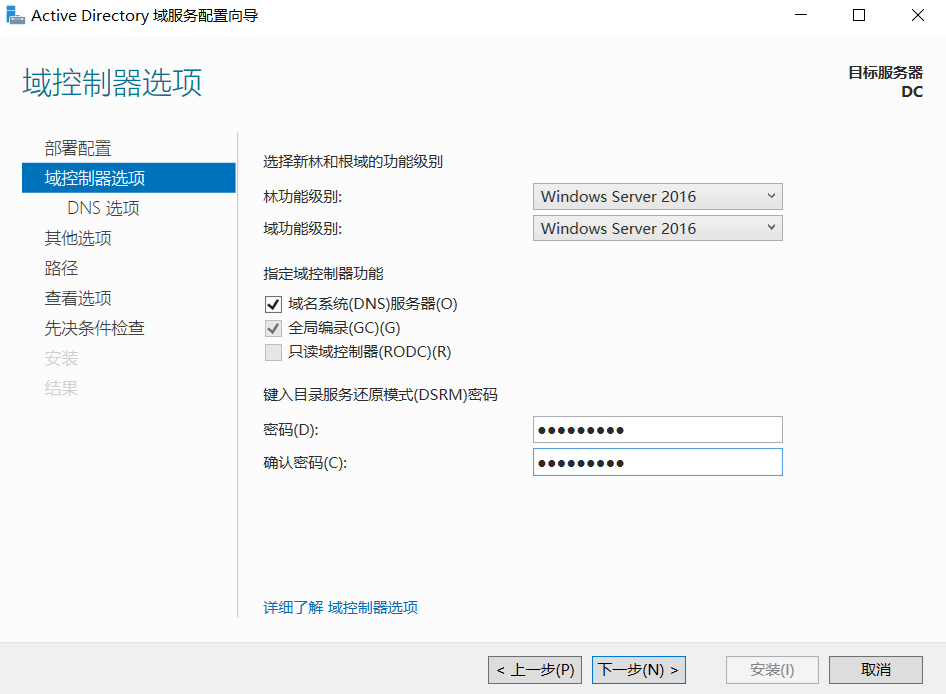 Active Directory 域服务配置向导
域控制器选项
目标服务器
DC
部署配置
域控制器选项
DNS 选项
其他选项
路径
查看选项
先决条件检查
安装
结果
选择新林和根域的功能级别
林功能级别: Windows Server 2016
域功能级别: Windows Server 2016
指定域控制器功能
域名系统(DNS)服务器(O)
全局编录(GC)(G)
只读域控制器(RODC)(R)
键入目录服务还原模式(DSRM)密码
密码(D): ●●●●●●●●●
确认密码(C): ●●●●●●●●●
详细了解 域控制器选项
< 上一步(P) 下一步(N) > 安装(I) 取消